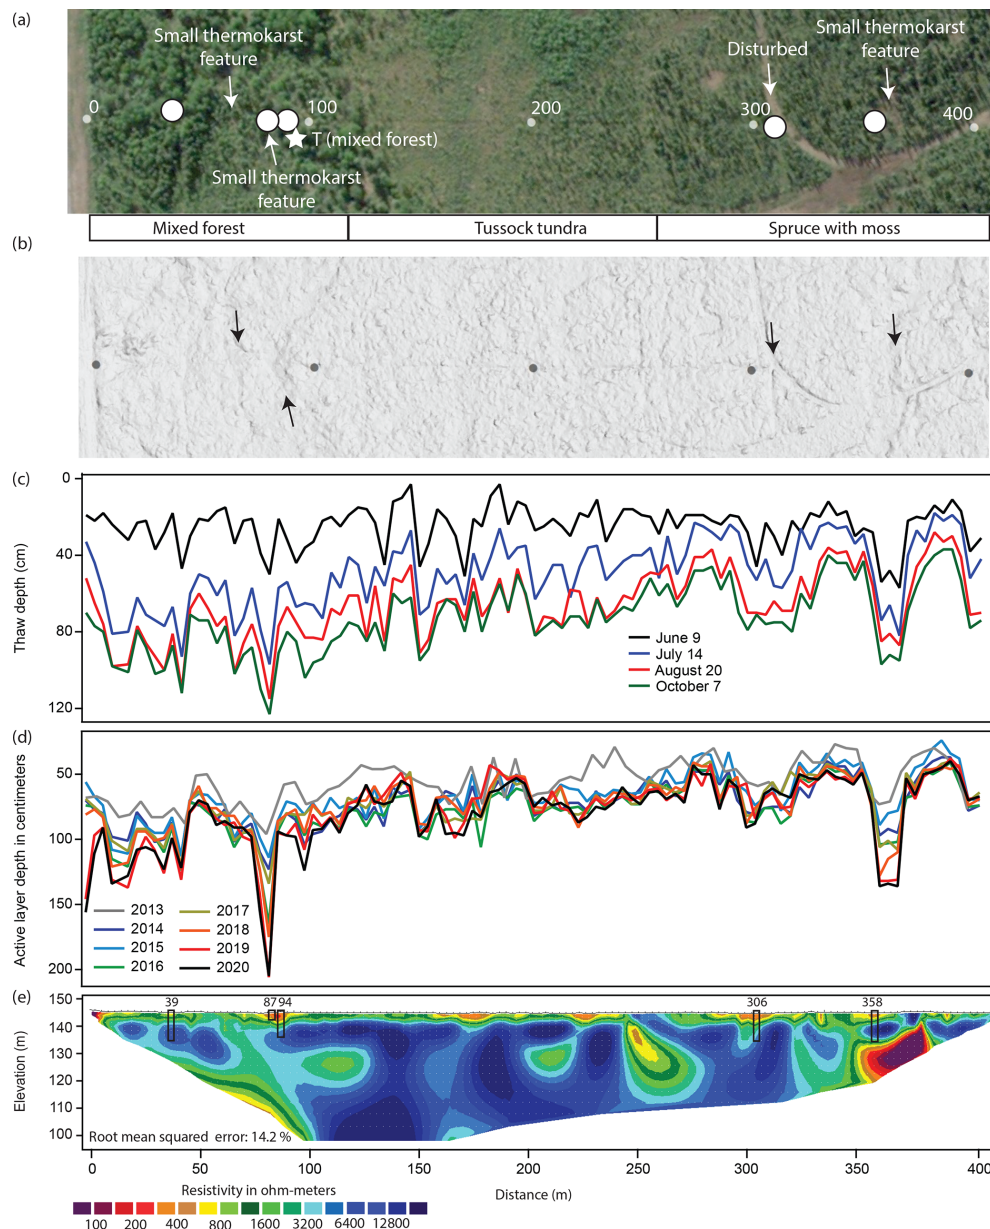 (a)
Small thermokarst
feature
0
100
T (mixed forest)
Small thermokarst
feature
200
Disturbed
300
Small thermokarst
feature
400
Mixed forest
Tussock tundra
Spruce with moss
(b)
(c)
Thaw depth (cm)
0
40
80
120
June 9
July 14
August 20
October 7
(d)
Active layer depth in centimeters
50
100
150
200
2013
2014
2015
2016
2017
2018
2019
2020
(e)
Elevation (m)
150
140
130
120
110
100
39
87 94
306
358
Root mean squared error: 14.2 %
0 50 100 150 200 250 300 350 400
Resistivity in ohm-meters
Distance (m)
100 200 400 800 1600 3200 6400 12800